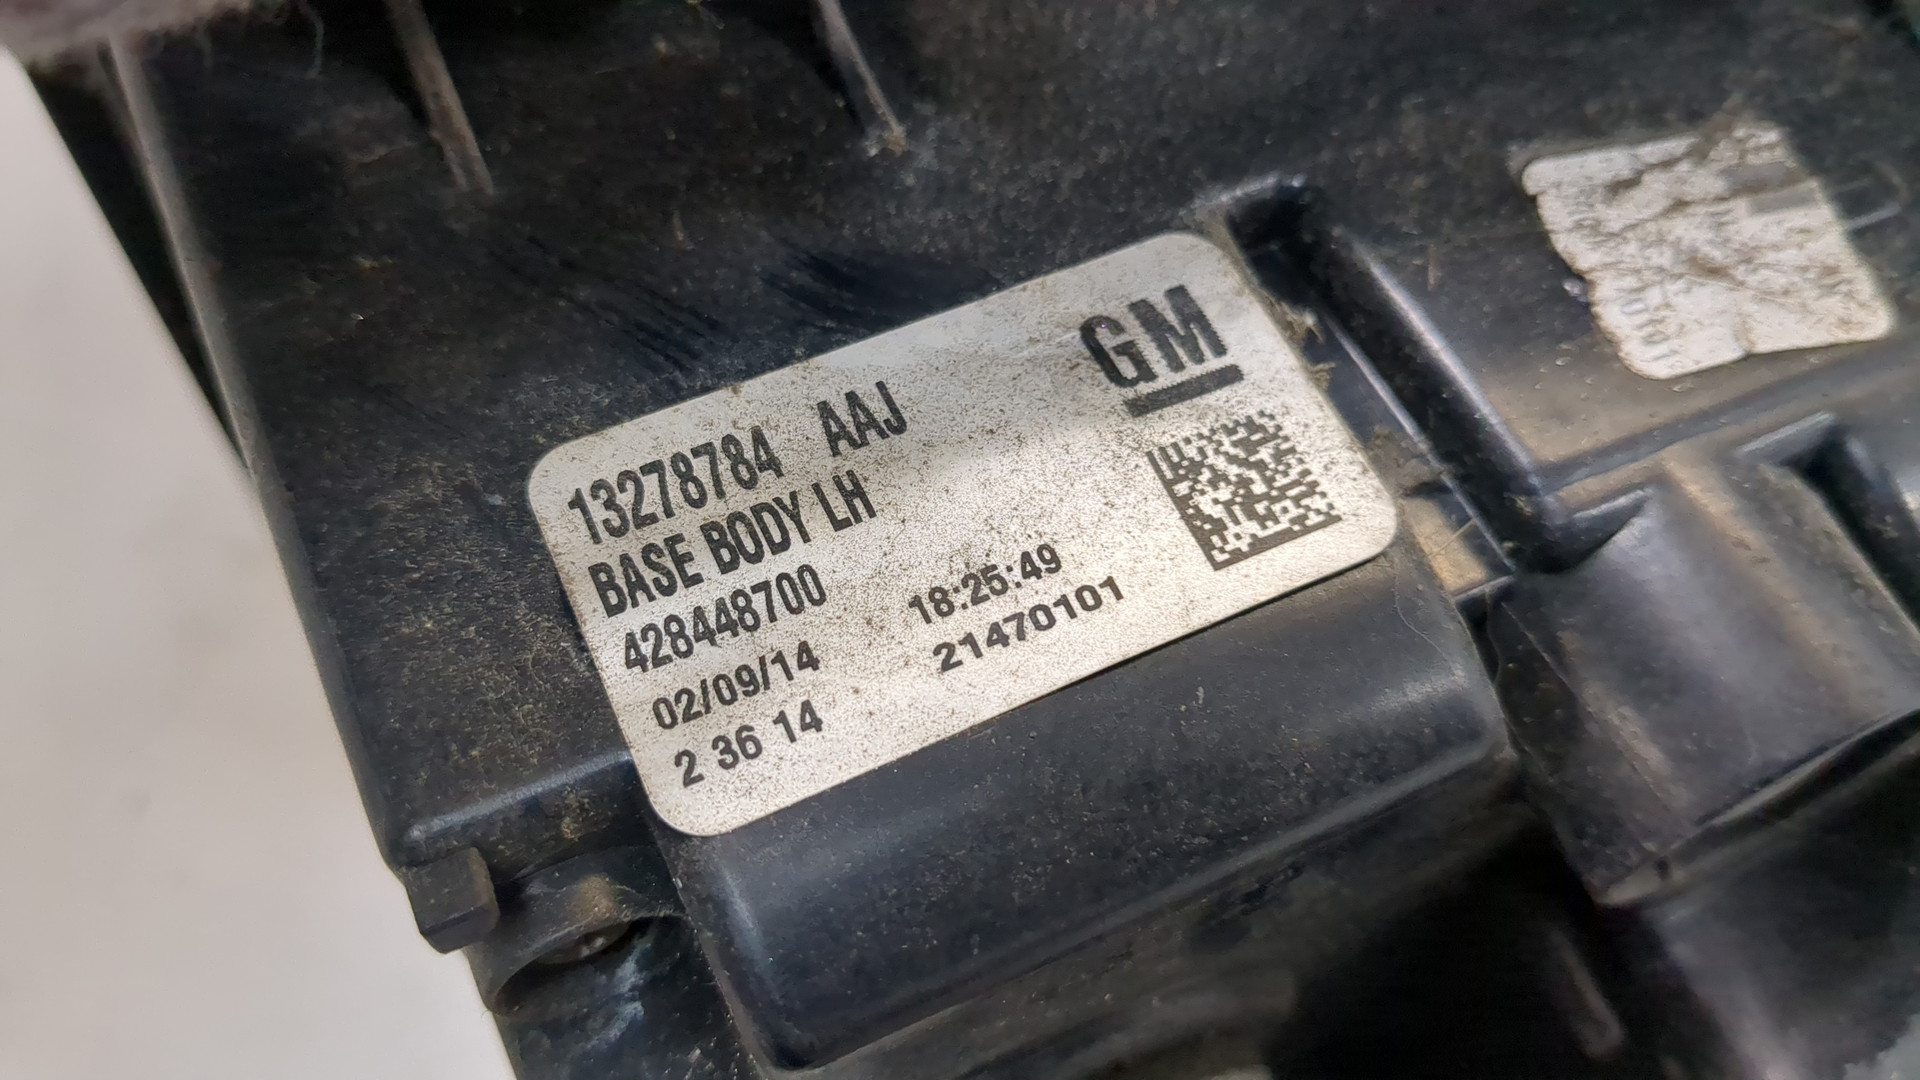 GM
13278784 AAJ
BASE BODY LH
428448700
02/09/14 18:25:49
2 36 14 21470101